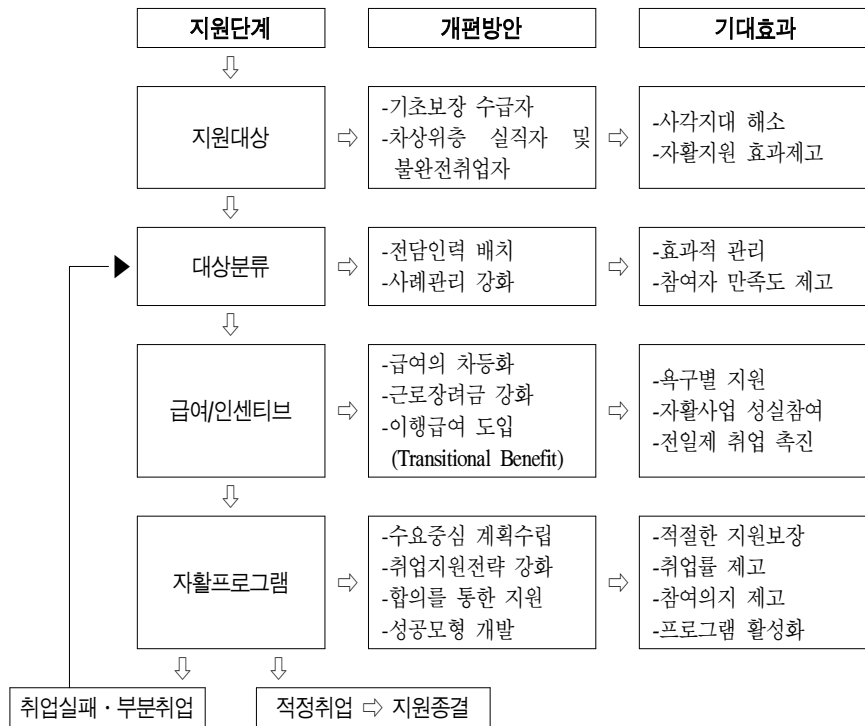 지원단계
개편방안
기대효과
지원대상
-기초보장 수급자
-차상위층 실직자 및
불완전취업자
-사각지대 해소
-자활지원 효과제고
대상분류
-전담인력 배치
-사례관리 강화
-효과적 관리
-참여자 만족도 제고
급여/인센티브
-급여의 차등화
-근로장려금 강화
-이행급여 도입
(Transitional Benefit)
-욕구별 지원
-자활사업 성실참여
-전일제 취업 촉진
자활프로그램
-수요중심 계획수립
-취업지원전략 강화
-합의를 통한 지원
-성공모형 개발
-적절한 지원보장
-취업률 제고
-참여의지 제고
-프로그램 활성화
취업실패·부분취업
적정취업 ⇨ 지원종결